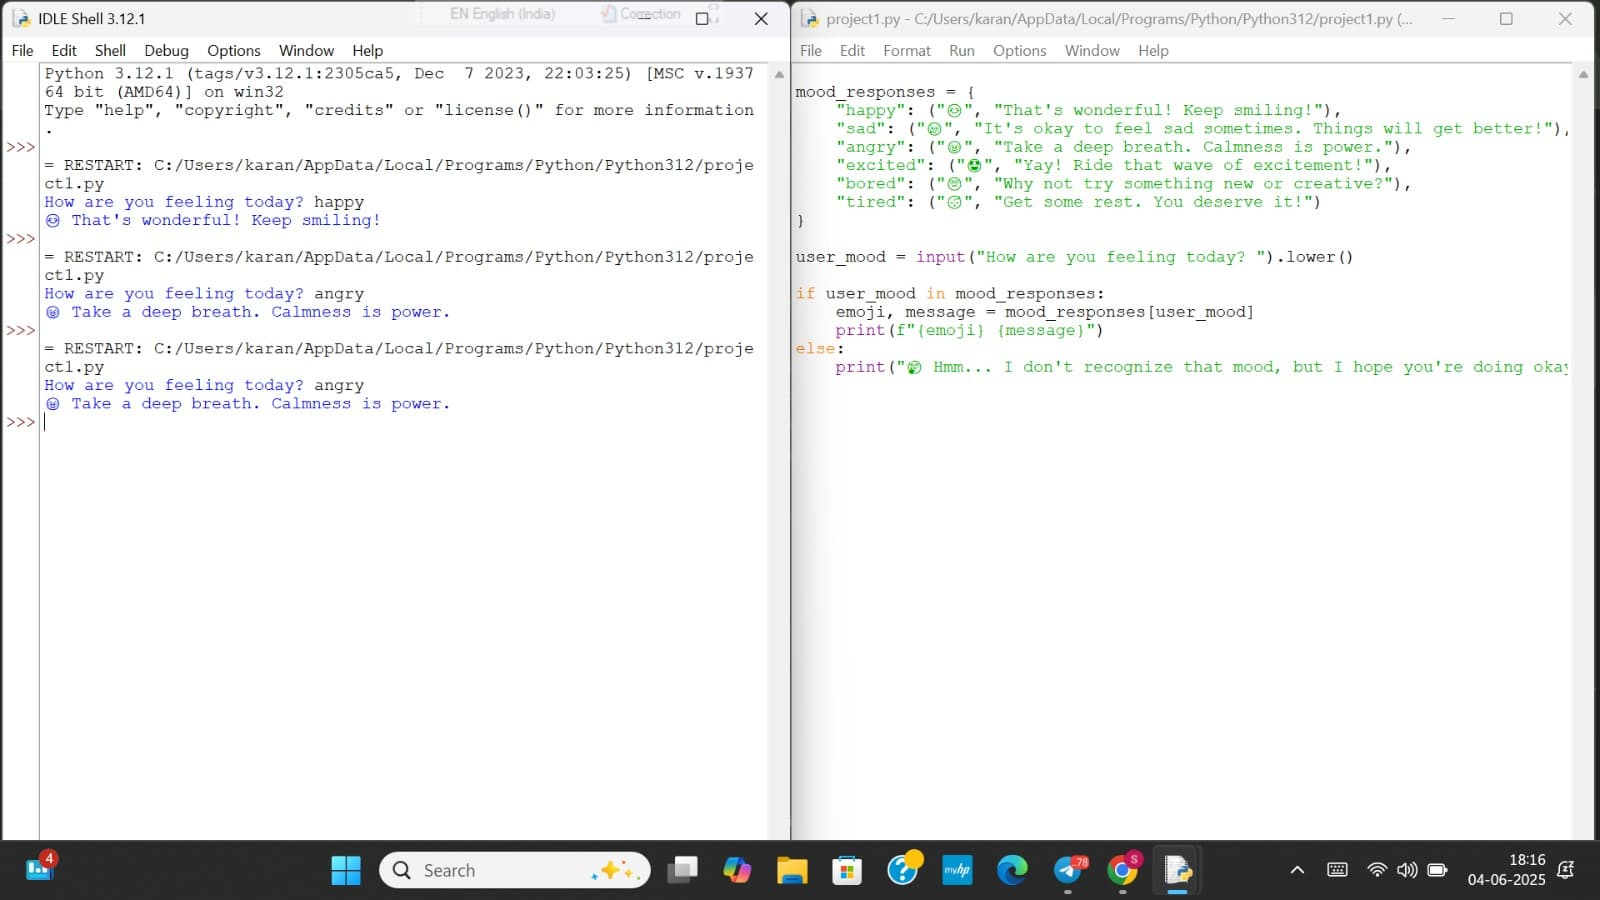 IDLE Shell 3.12.1
EN English (India) Correction
File Edit Shell Debug Options Window Help
Python 3.12.1 (tags/v3.12.1:2305ca5, Dec  7 2023, 22:03:25) [MSC v.1937
64 bit (AMD64)] on win32
Type "help", "copyright", "credits" or "license()" for more information
.
>>>
= RESTART: C:/Users/karan/AppData/Local/Programs/Python/Python312/proje
ct1.py
How are you feeling today? happy
😊 That's wonderful! Keep smiling!
>>>
= RESTART: C:/Users/karan/AppData/Local/Programs/Python/Python312/proje
ct1.py
How are you feeling today? angry
😠 Take a deep breath. Calmness is power.
>>>
= RESTART: C:/Users/karan/AppData/Local/Programs/Python/Python312/proje
ct1.py
How are you feeling today? angry
😠 Take a deep breath. Calmness is power.
>>>
project1.py - C:/Users/karan/AppData/Local/Programs/Python/Python312/project1.py (...
File Edit Format Run Options Window Help
mood_responses = {
    "happy": ("😊", "That's wonderful! Keep smiling!"),
    "sad": ("😢", "It's okay to feel sad sometimes. Things will get better!"),
    "angry": ("😠", "Take a deep breath. Calmness is power."),
    "excited": ("🤩", "Yay! Ride that wave of excitement!"),
    "bored": ("😐", "Why not try something new or creative?"),
    "tired": ("😴", "Get some rest. You deserve it!")
}
user_mood = input("How are you feeling today? ").lower()
if user_mood in mood_responses:
    emoji, message = mood_responses[user_mood]
    print(f"{emoji} {message}")
else:
    print("🤔 Hmm... I don't recognize that mood, but I hope you're doing okay
4
Search
myhp
78
S
18:16
04-06-2025